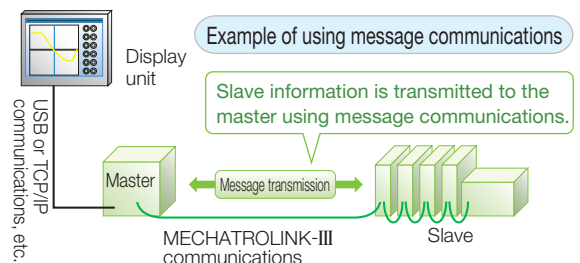 Example of using message communications
Display
unit
Slave information is transmitted to the
master using message communications.
USB or TCP/IP
communications, etc.
Master
Message transmission
MECHATROLINK-III
communications
Slave